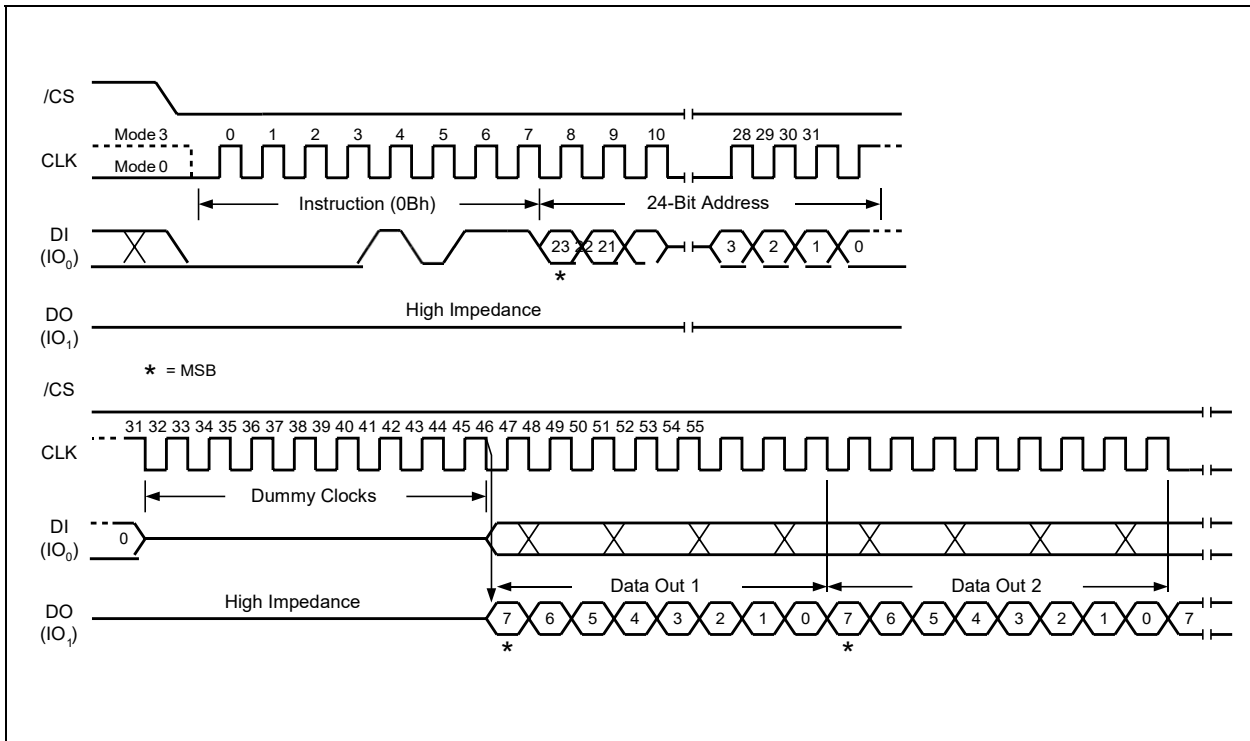 /CS
Mode 3 0 1 2 3 4 5 6 7 8 9 10 28 29 30 31
CLK
Mode 0
Instruction (0Bh) 24-Bit Address
DI
(IO0)
23 22 21 3 2 1 0
*
High Impedance
DO
(IO1)
* = MSB
/CS
31 32 33 34 35 36 37 38 39 40 41 42 43 44 45 46 47 48 49 50 51 52 53 54 55
CLK
Dummy Clocks
DI
(IO0)
0
Data Out 1 Data Out 2
High Impedance
DO
(IO1)
7 6 5 4 3 2 1 0 7 6 5 4 3 2 1 0 7
* *